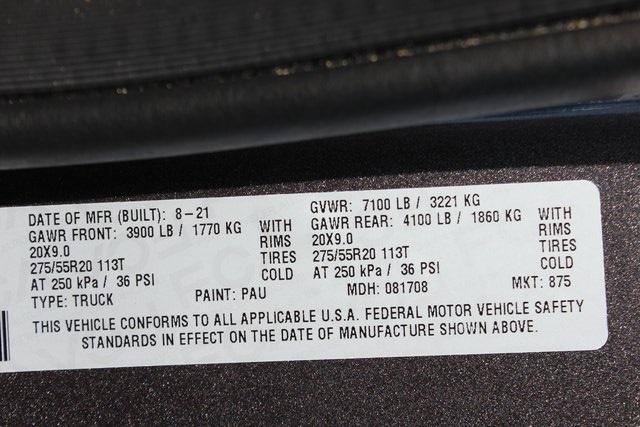 DATE OF MFR (BUILT): 8-21 GVWR: 7100 LB / 3221 KG
GAWR FRONT: 3900 LB / 1770 KG WITH GAWR REAR: 4100 LB / 1860 KG WITH
20X9.0 RIMS 20X9.0 RIMS
275/55R20 113T TIRES 275/55R20 113T TIRES
AT 250 kPa / 36 PSI COLD AT 250 kPa / 36 PSI COLD
TYPE: TRUCK PAINT: PAU MDH: 081708 MKT: 875
THIS VEHICLE CONFORMS TO ALL APPLICABLE U.S.A. FEDERAL MOTOR VEHICLE SAFETY
STANDARDS IN EFFECT ON THE DATE OF MANUFACTURE SHOWN ABOVE.